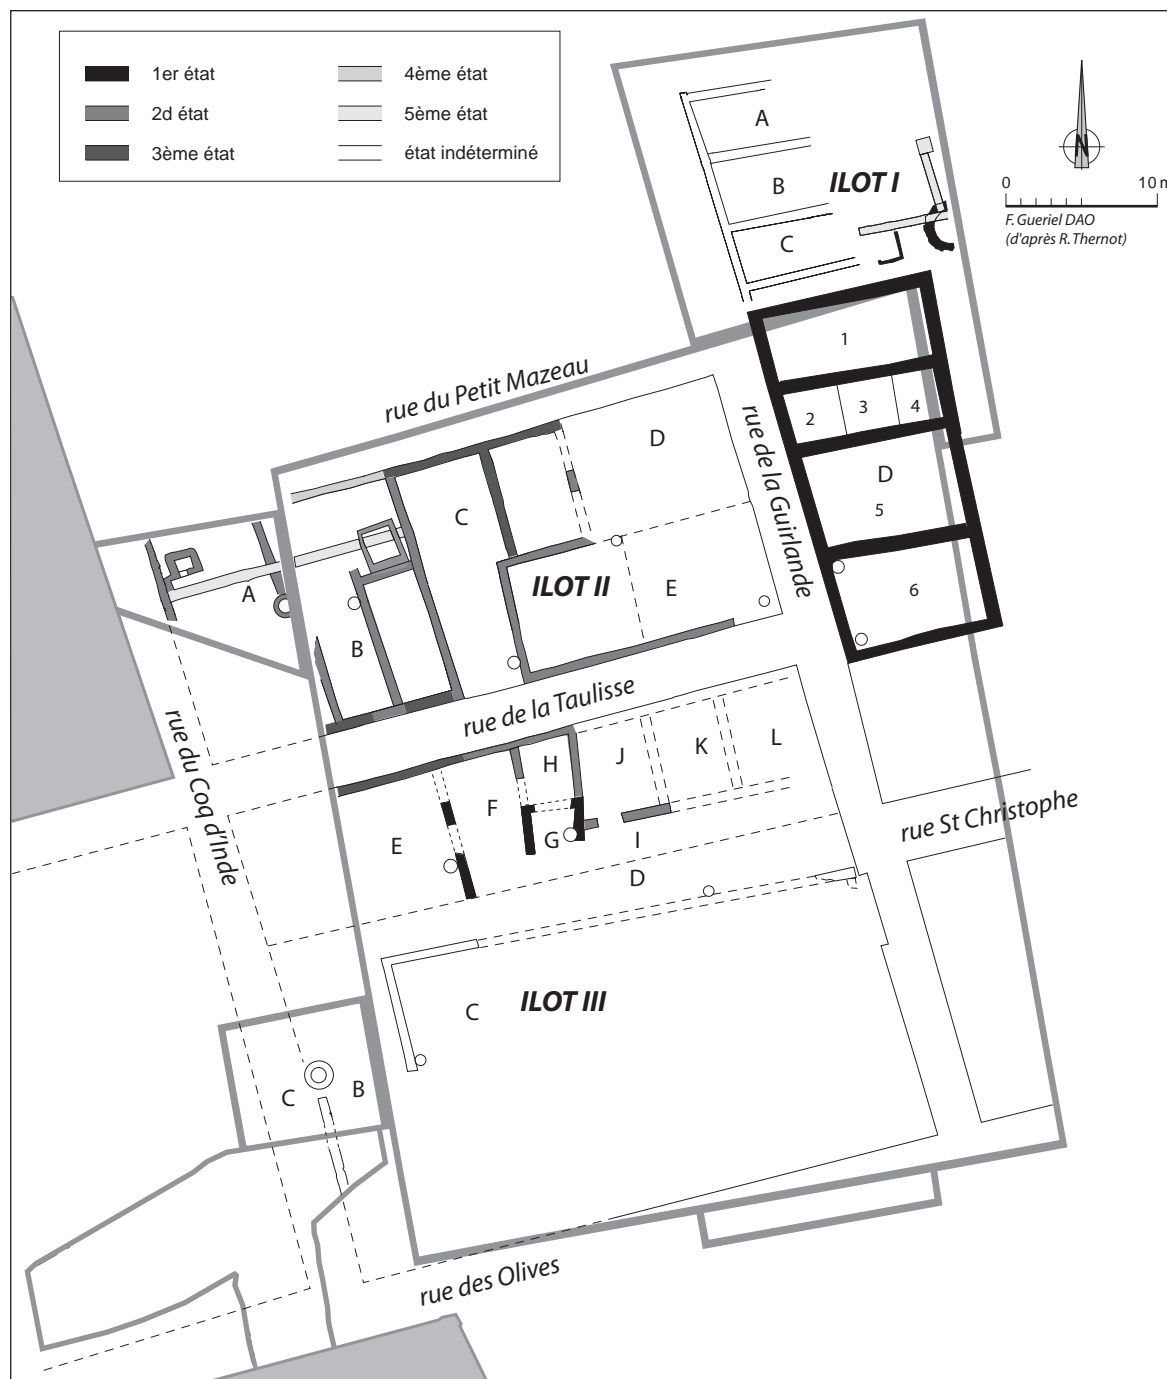 1er état
2d état
3ème état
4ème état
5ème état
état indéterminé
N
0 10 m
F. Gueriel DAO
(d'après R. Thernot)
A
B
ILOT I
C
1
2 3 4
D
5
6
rue du Petit Mazeau
rue de la Guirlande
D
C
ILOT II
E
A
B
rue de la Taulisse
rue du Coq d'Inde
H
J
K
L
F
E
G
I
D
rue St Christophe
C
ILOT III
C
B
rue des Olives